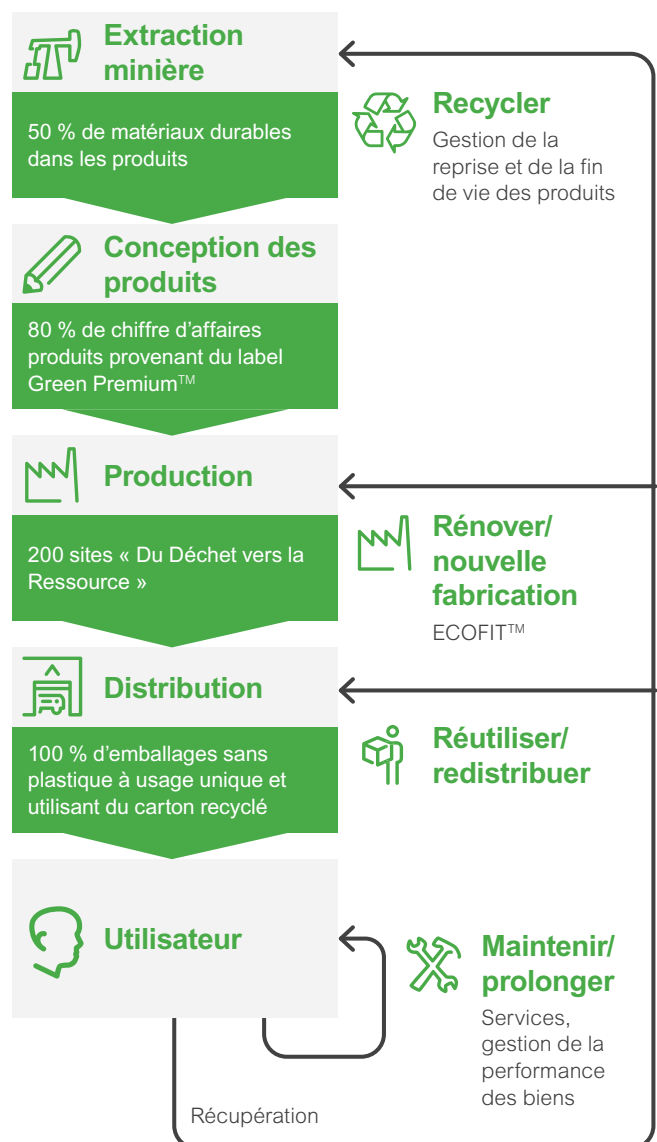 Extraction
minière
50 % de matériaux durables
dans les produits
Recycler
Gestion de la
reprise et de la fin
de vie des produits
Conception des
produits
80 % de chiffre d’affaires
produits provenant du label
Green Premium™
Production
200 sites « Du Déchet vers la
Ressource »
Rénover/
nouvelle
fabrication
ECOFIT™
Distribution
100 % d’emballages sans
plastique à usage unique et
utilisant du carton recyclé
Réutiliser/
redistribuer
Utilisateur
Maintenir/
prolonger
Services,
gestion de la
performance
des biens
Récupération